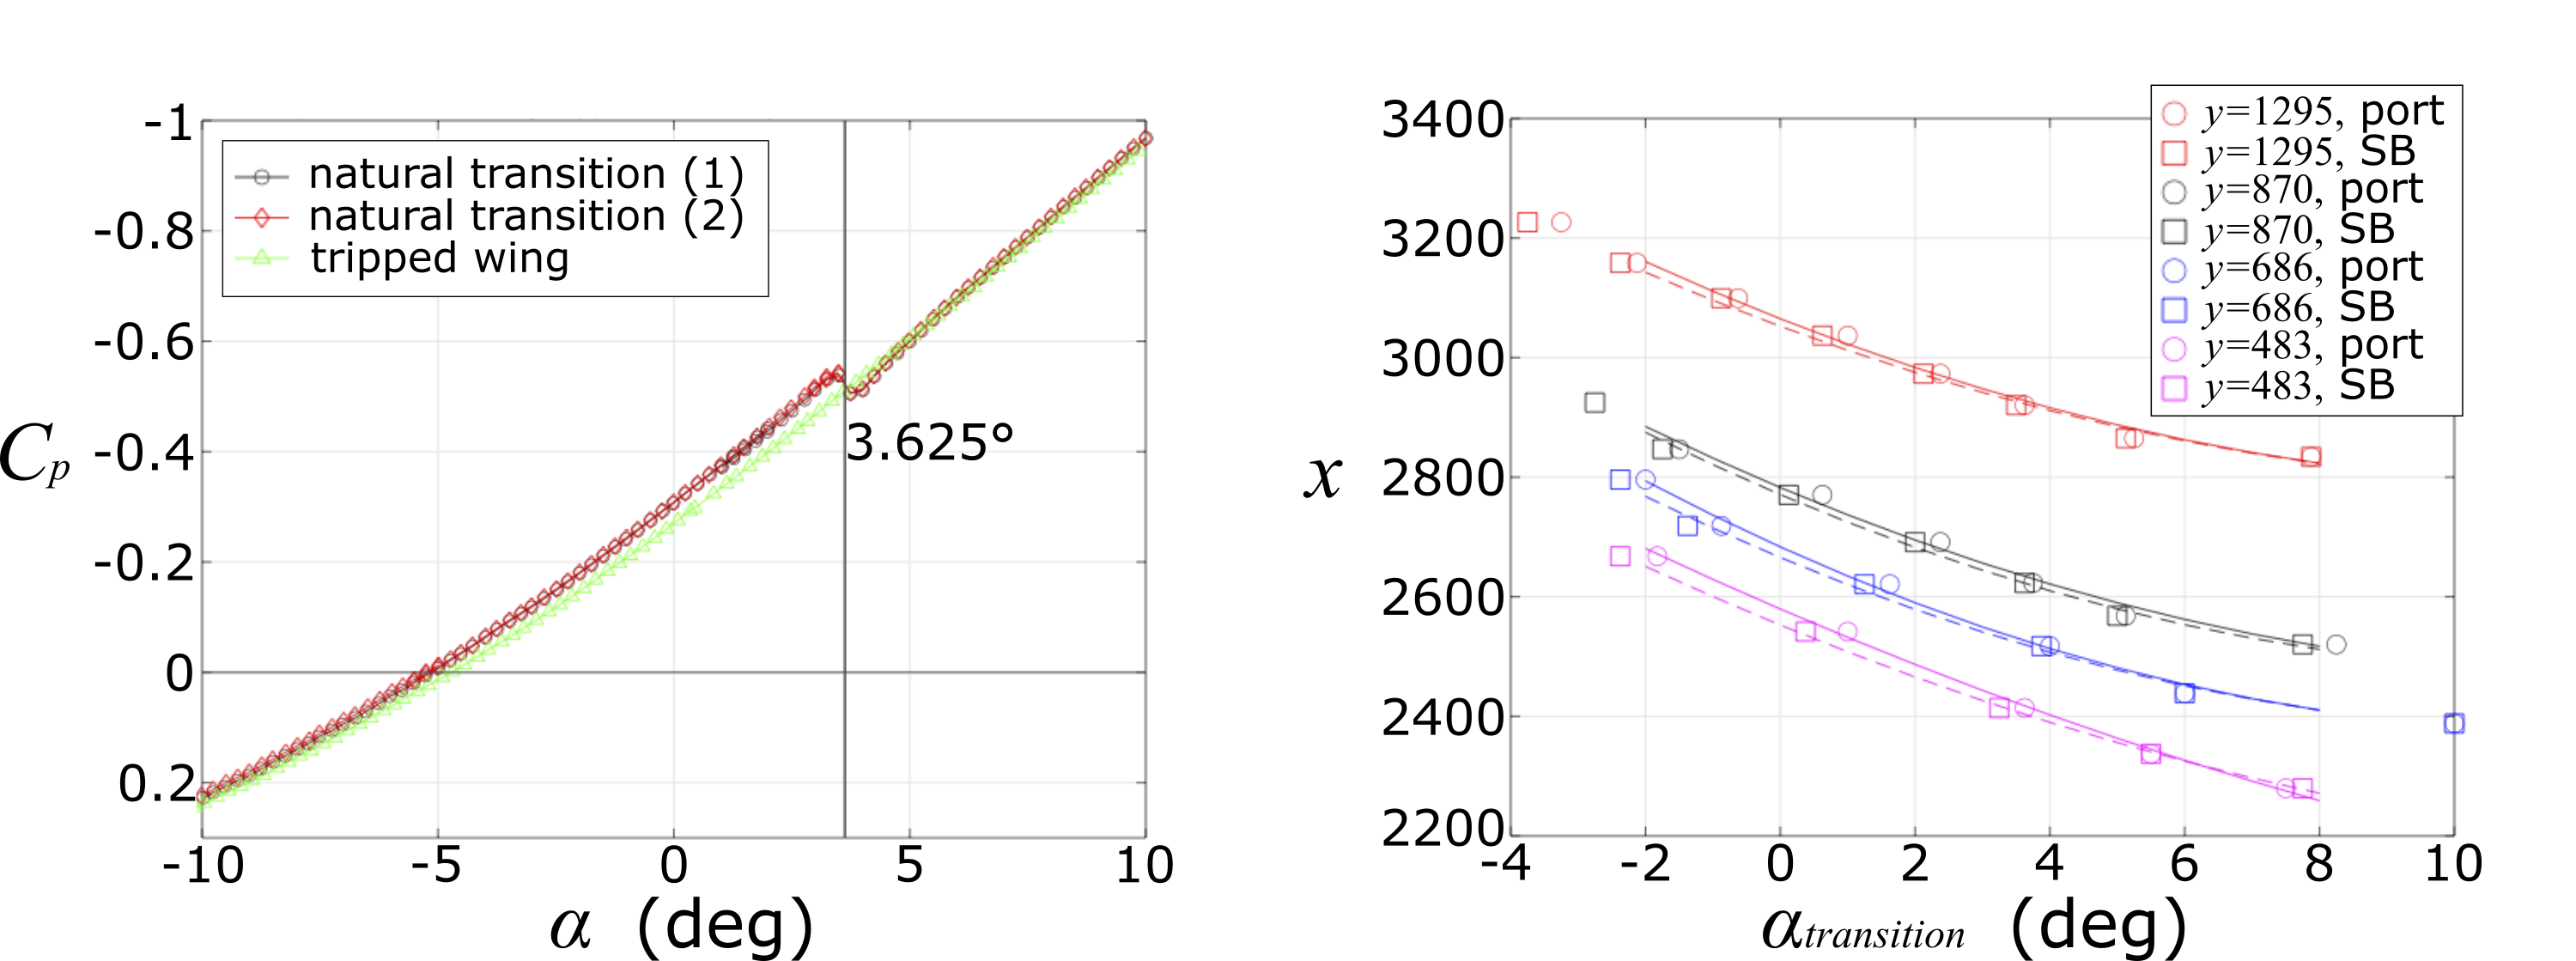 -1
-0.8
-0.6
-0.4
-0.2
0
0.2
Cp
natural transition (1)
natural transition (2)
tripped wing
3.625°
-10 -5 0 5 10
α (deg)
3400
3200
3000
2800
2600
2400
2200
x
y=1295, port
y=1295, SB
y=870, port
y=870, SB
y=686, port
y=686, SB
y=483, port
y=483, SB
-4 -2 0 2 4 6 8 10
αtransition (deg)